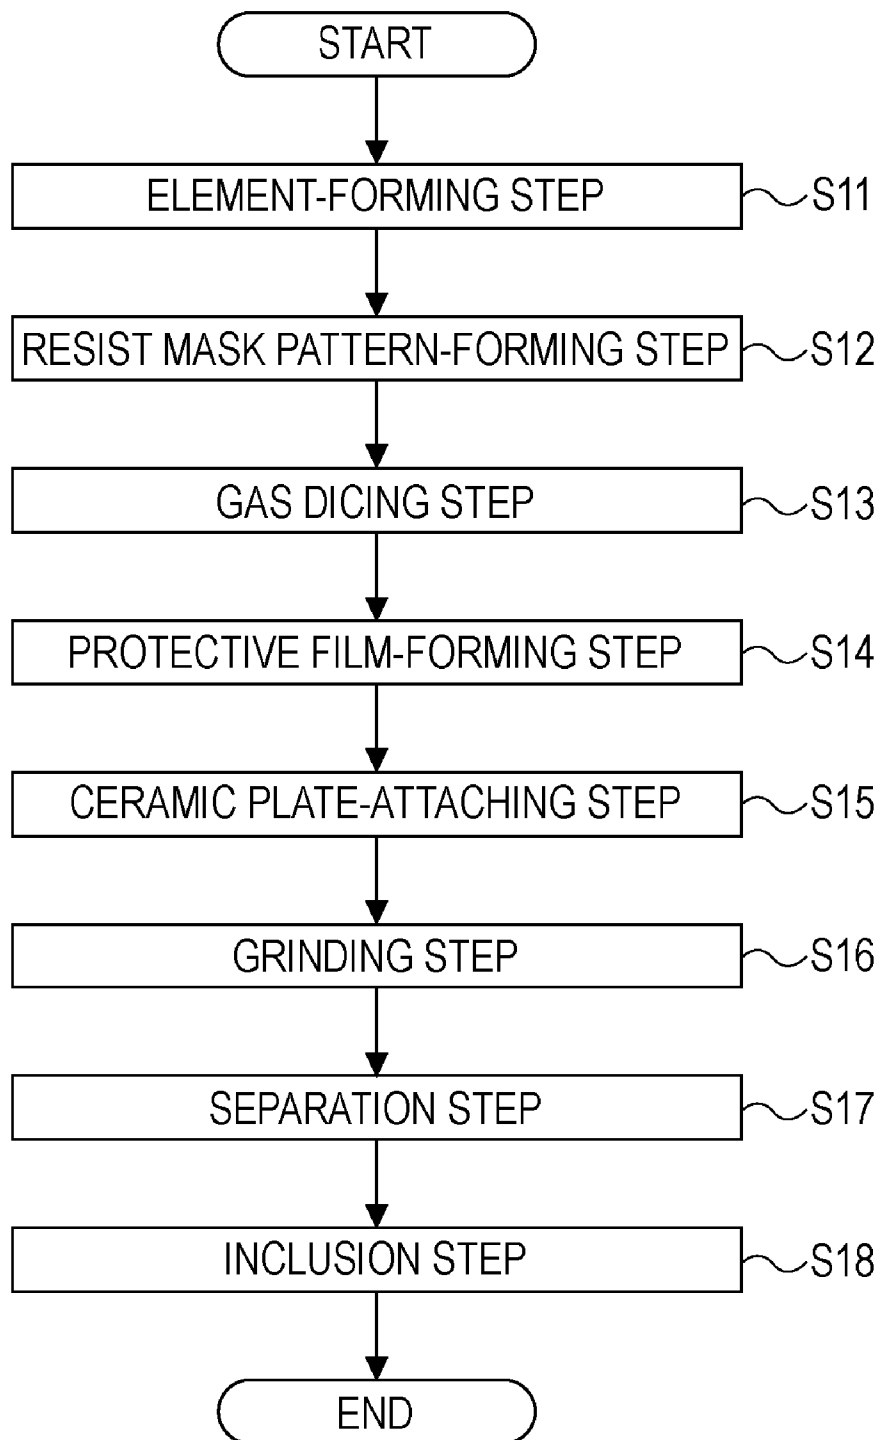 START
ELEMENT-FORMING STEP S11
RESIST MASK PATTERN-FORMING STEP S12
GAS DICING STEP S13
PROTECTIVE FILM-FORMING STEP S14
CERAMIC PLATE-ATTACHING STEP S15
GRINDING STEP S16
SEPARATION STEP S17
INCLUSION STEP S18
END